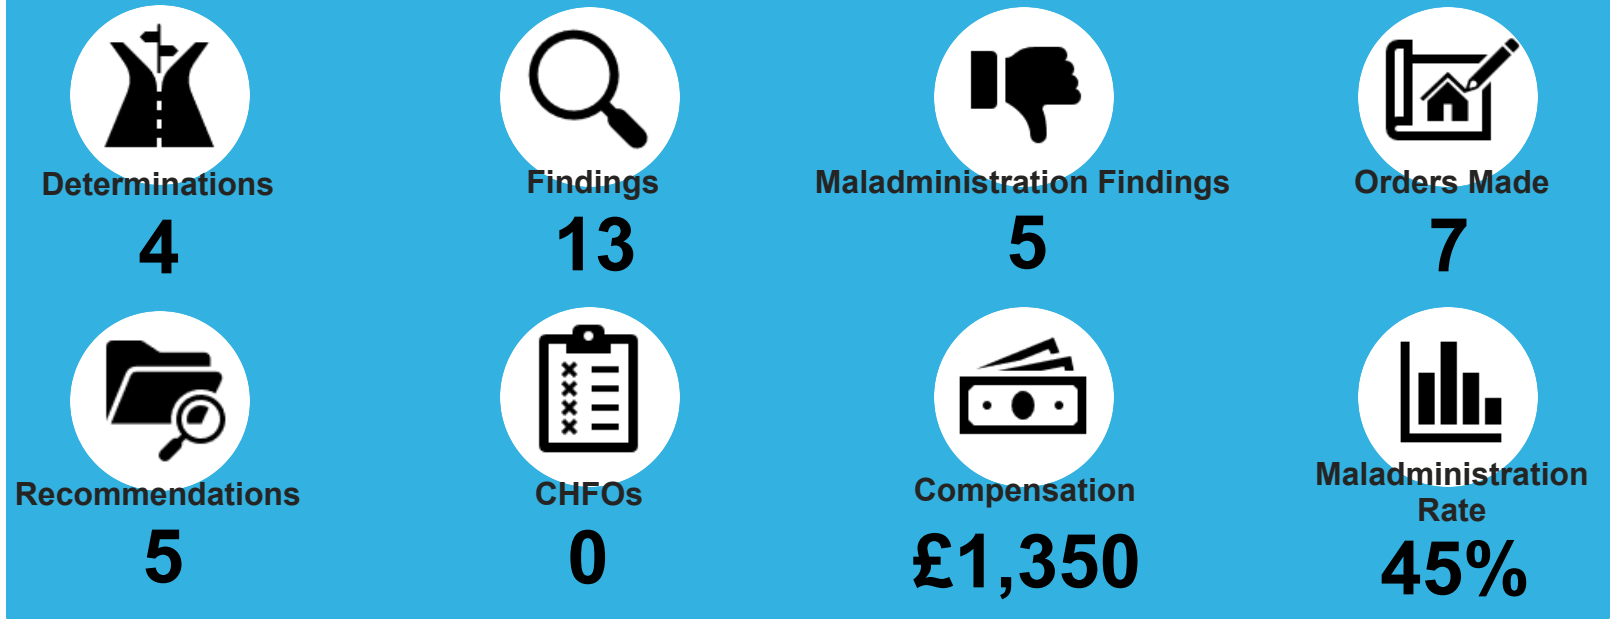 Determinations
4
Findings
13
Maladministration Findings
5
Orders Made
7
Recommendations
5
CHFOs
0
Compensation
£1,350
Maladministration
Rate
45%